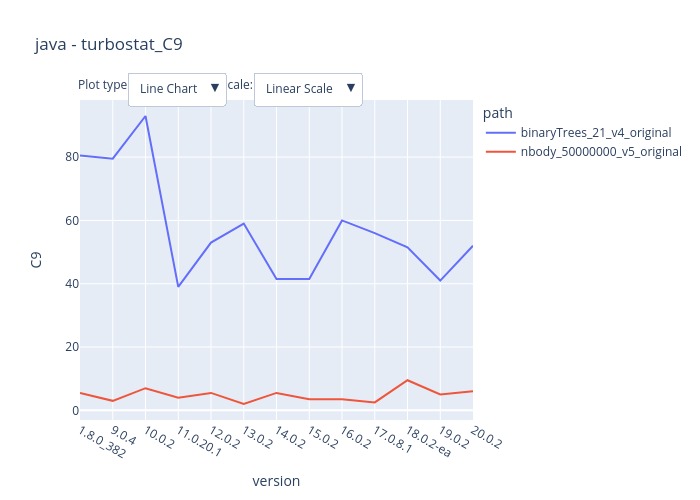 java - turbostat_C9
Plot type
Line Chart ▼
cale:
Linear Scale ▼
path
binaryTrees_21_v4_original
nbody_50000000_v5_original
80
60
40
20
0
C9
1.8.0_382
9.0.4
10.0.2
11.0.20.1
12.0.2
13.0.2
14.0.2
15.0.2
16.0.2
17.0.8.1
18.0.2-ea
19.0.2
20.0.2
version